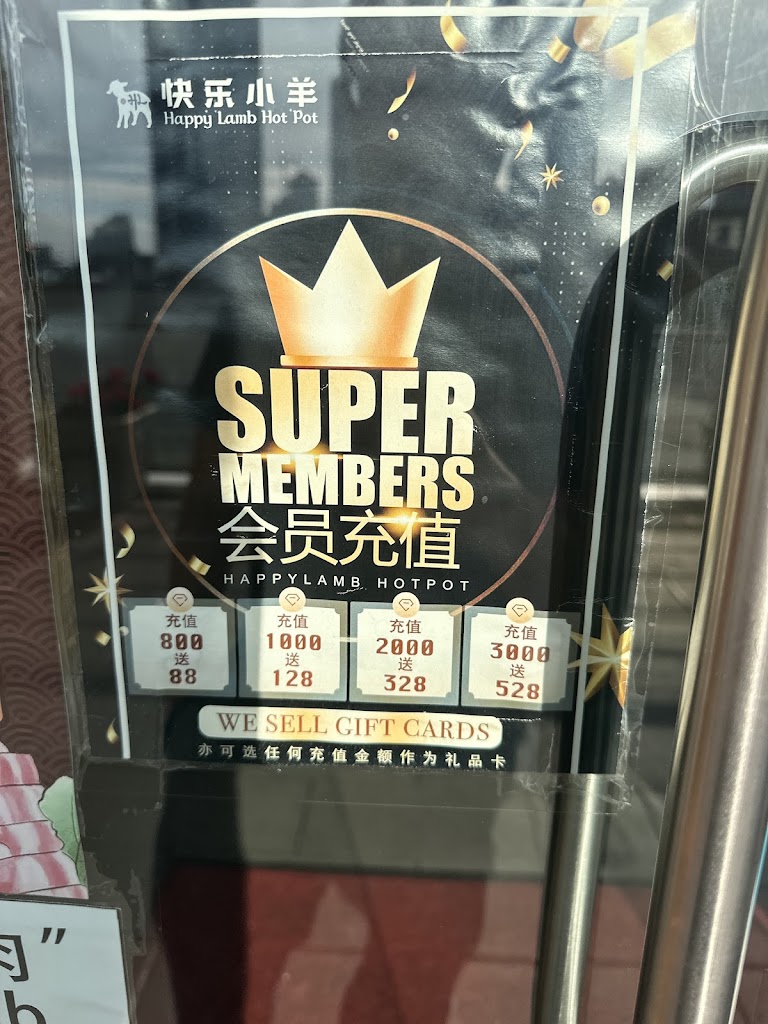 快乐小羊
Happy Lamb Hot Pot
SUPER
MEMBERS
会员充值
HAPPYLAMB HOTPOT
充值
800
送
88
充值
1000
送
128
充值
2000
送
328
充值
3000
送
528
WE SELL GIFT CARDS
亦可选任何充值金额作为礼品卡